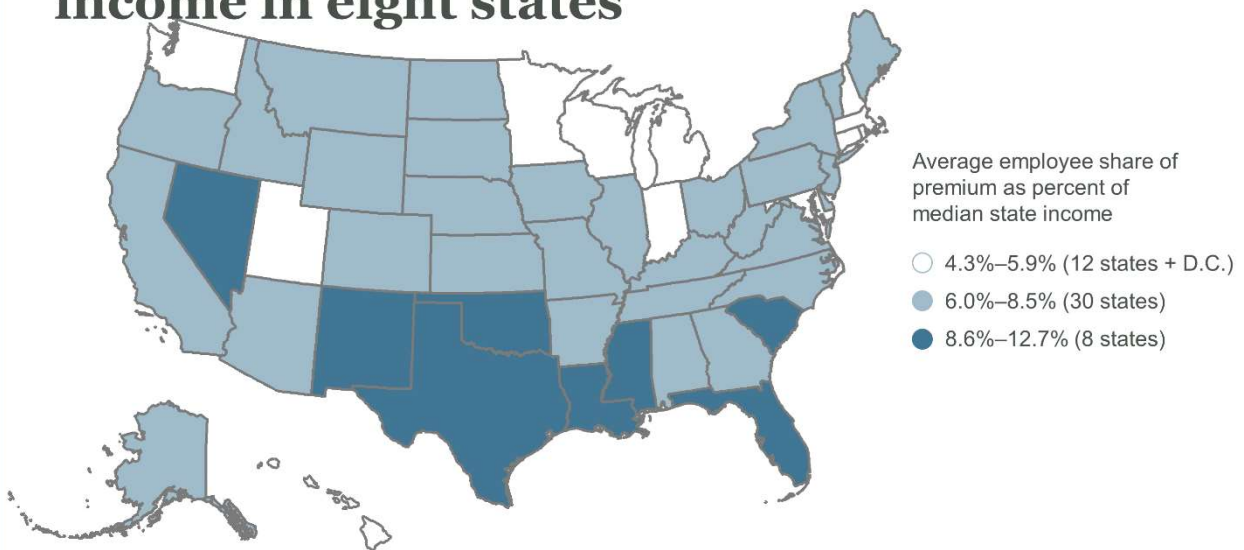 income in eight states
Average employee share of
premium as percent of
median state income
4.3%–5.9% (12 states + D.C.)
6.0%–8.5% (30 states)
8.6%–12.7% (8 states)